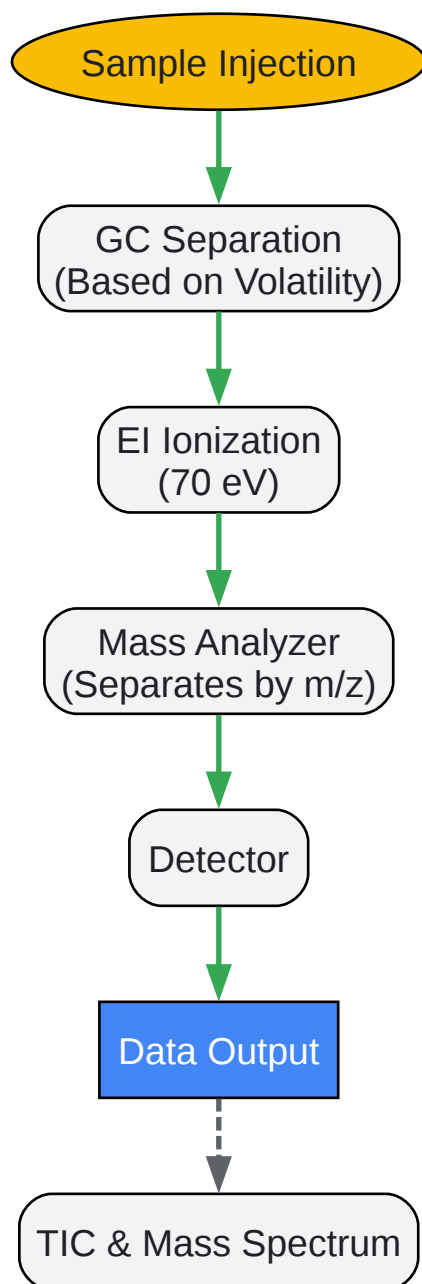 Sample Injection
GC Separation
(Based on Volatility)
EI Ionization
(70 eV)
Mass Analyzer
(Separates by m/z)
Detector
Data Output
TIC & Mass Spectrum